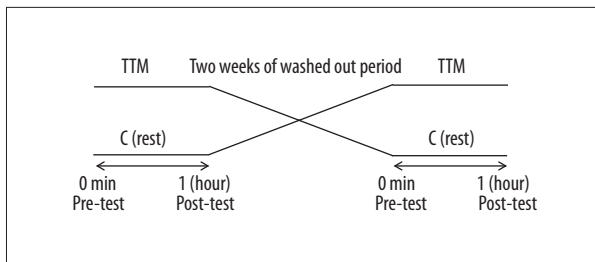 TTM Two weeks of washed out period TTM
C (rest) C (rest)
0 min 1 (hour) 0 min 1 (hour)
Pre-test Post-test Pre-test Post-test